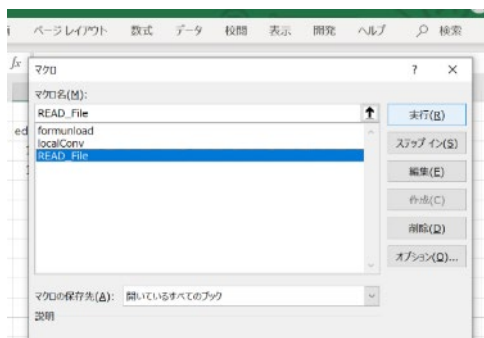 ページ レイアウト 数式 データ 校閲 表示 開発 ヘルプ 検索
fx
マクロ ? ×
マクロ名(M):
READ_File
実行(R)
ed
formunload
localConv
READ_File
ステップ イン(S)
編集(E)
作成(C)
削除(D)
オプション(O)...
マクロの保存先(A): 開いているすべてのブック
説明